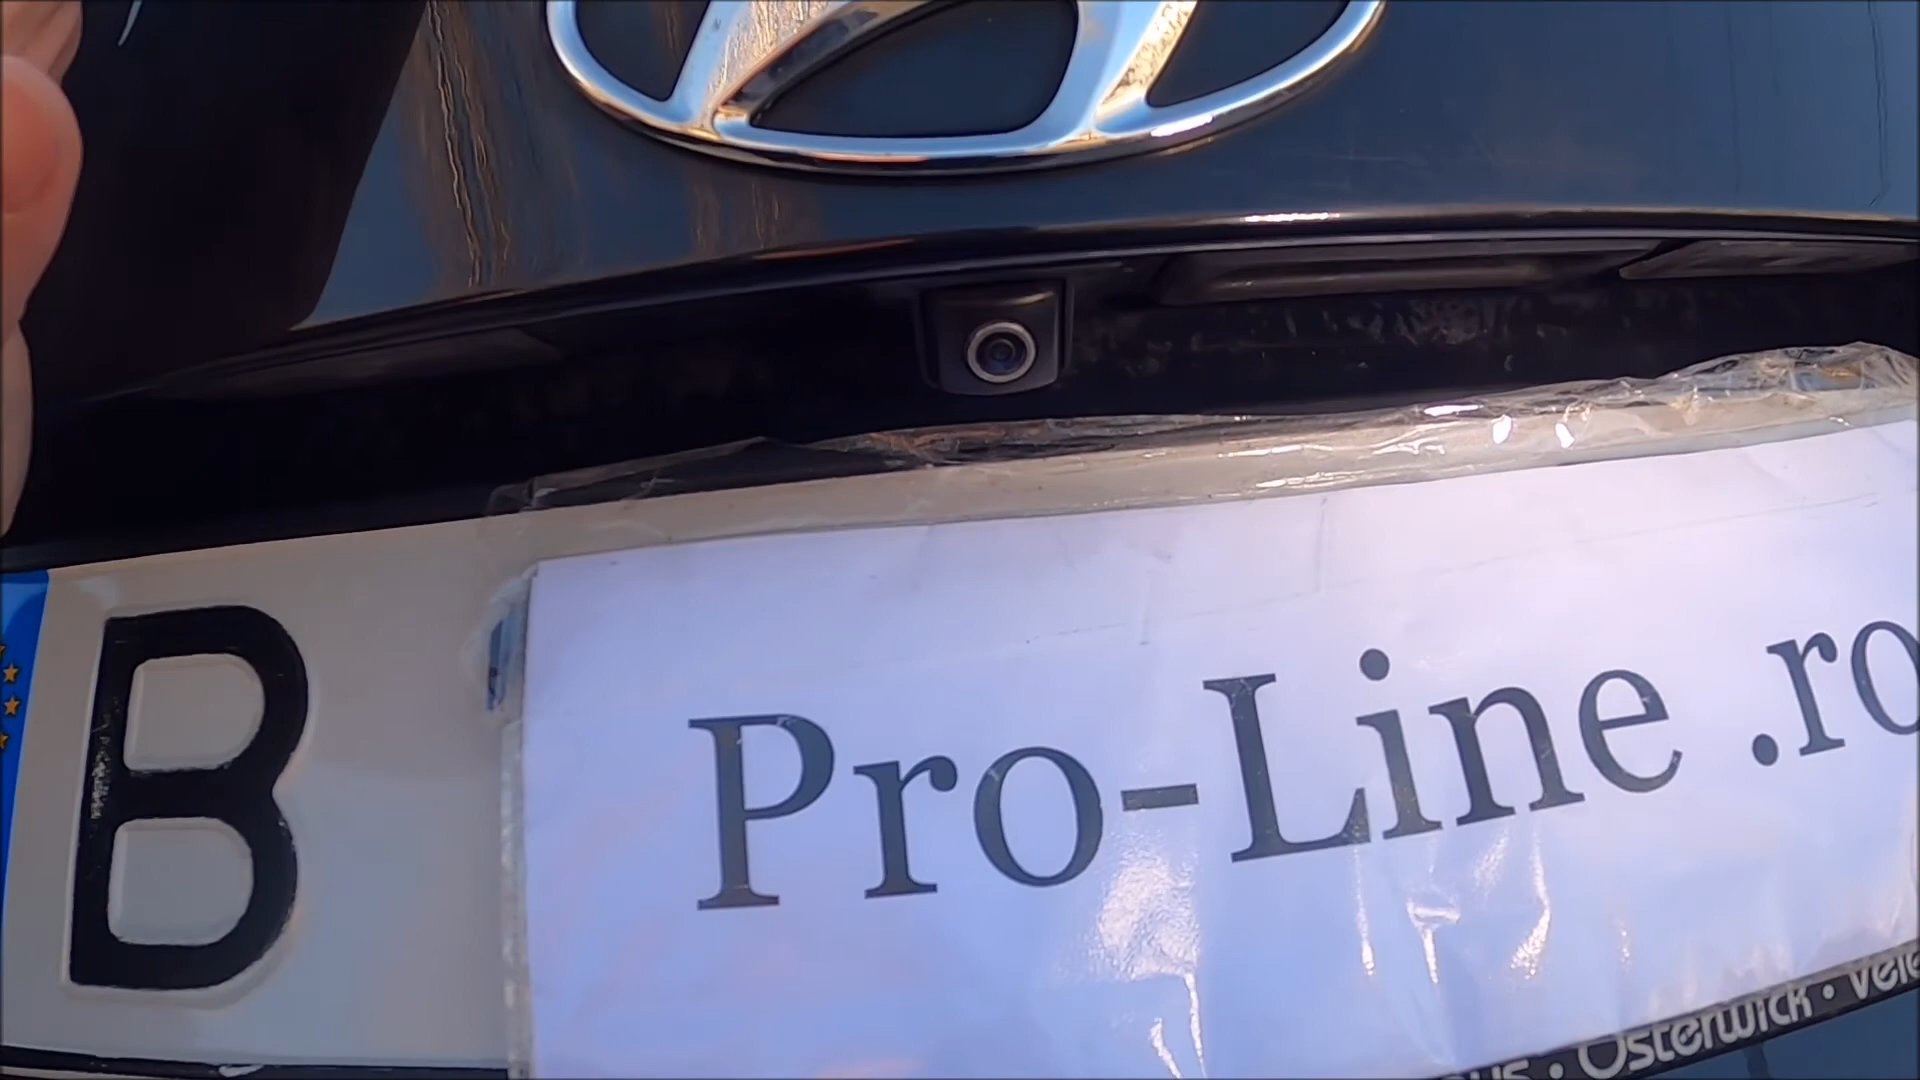 B
Pro-Line .ro
Osterwick •